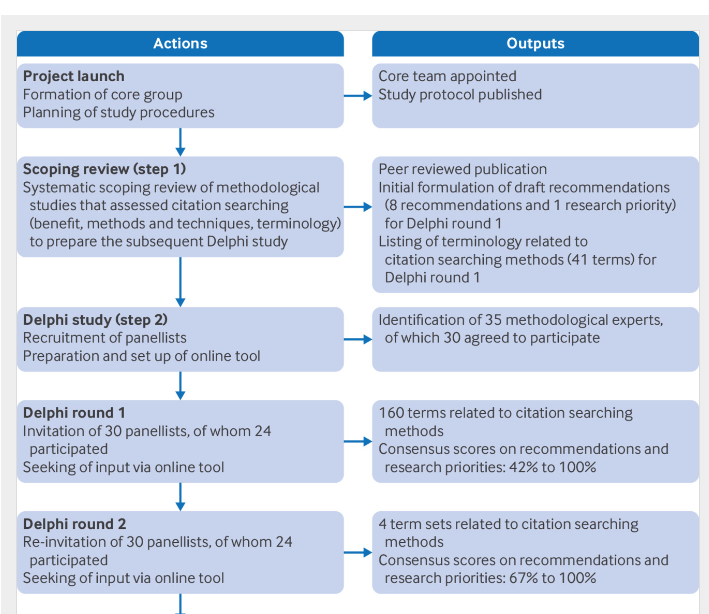 Actions
Outputs
Project launch
Formation of core group
Planning of study procedures
Core team appointed
Study protocol published
Scoping review (step 1)
Systematic scoping review of methodological
studies that assessed citation searching
(benefit, methods and techniques, terminology)
to prepare the subsequent Delphi study
Peer reviewed publication
Initial formulation of draft recommendations
(8 recommendations and 1 research priority)
for Delphi round 1
Listing of terminology related to
citation searching methods (41 terms) for
Delphi round 1
Delphi study (step 2)
Recruitment of panellists
Preparation and set up of online tool
Identification of 35 methodological experts,
of which 30 agreed to participate
Delphi round 1
Invitation of 30 panellists, of whom 24
participated
Seeking of input via online tool
160 terms related to citation searching
methods
Consensus scores on recommendations and
research priorities: 42% to 100%
Delphi round 2
Re-invitation of 30 panellists, of whom 24
participated
Seeking of input via online tool
4 term sets related to citation searching
methods
Consensus scores on recommendations and
research priorities: 67% to 100%